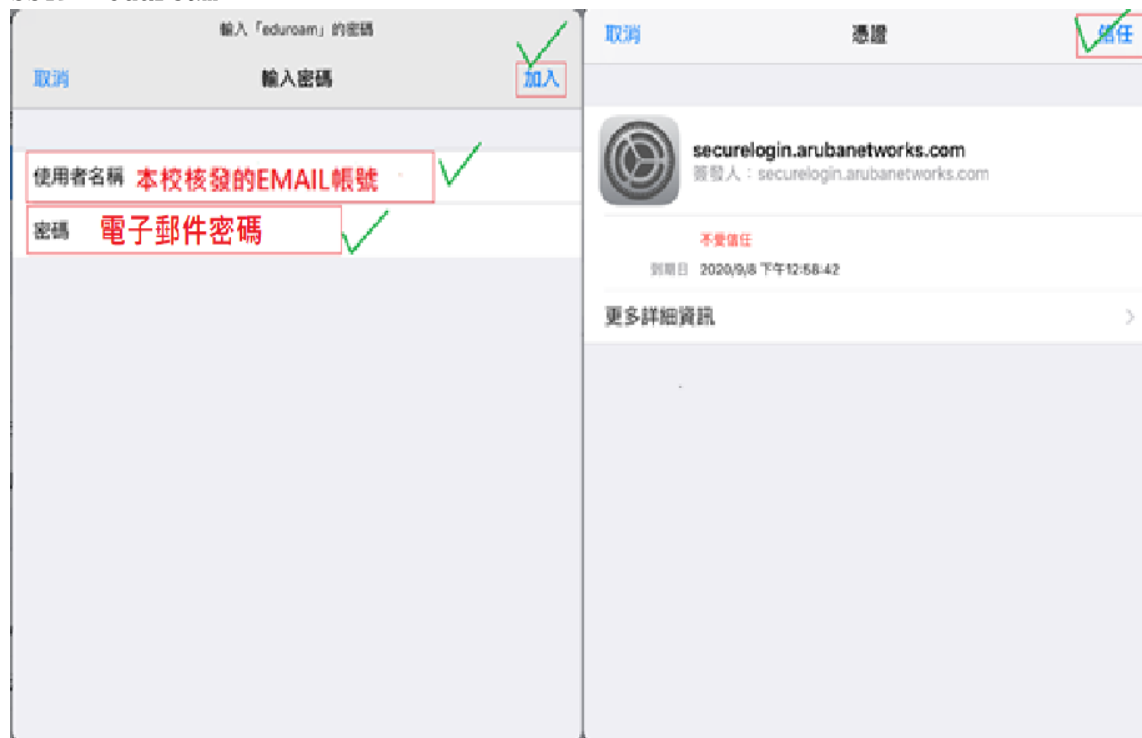 輸入「eduroam」的密碼
取消 輸入密碼 加入
使用者名稱 本校核發的EMAIL帳號
密碼 電子郵件密碼
取消 憑證 信任
securelogin.arubanetworks.com
簽發人：securelogin.arubanetworks.com
不受信任
到期日 2020/9/8 下午12:58:42
更多詳細資訊